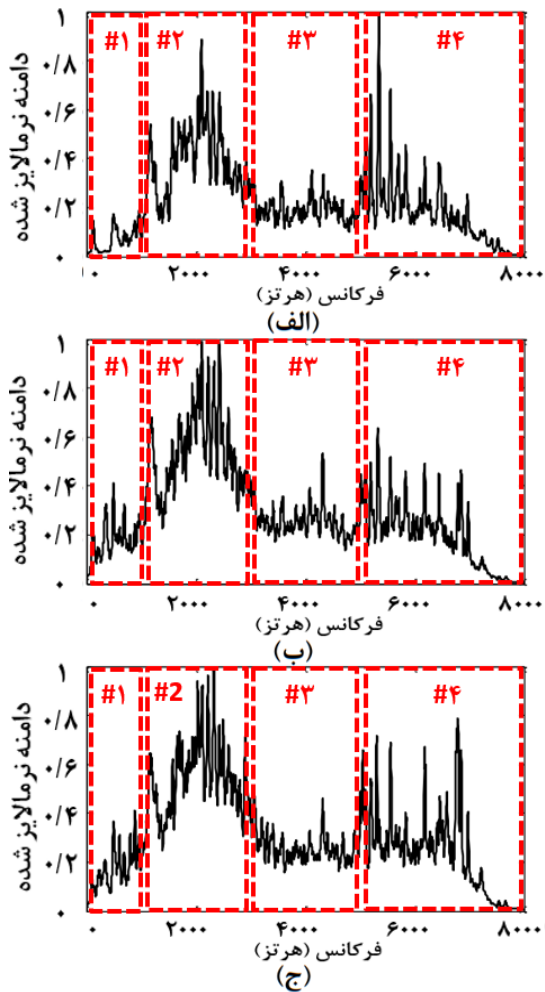 #۱ #۲ #۳ #۴
دامنه نرمالایز شده
۱
۰/۸
۰/۶
۰/۴
۰/۲
۰
۰ ۲۰۰۰ ۴۰۰۰ ۶۰۰۰ ۸۰۰۰
فرکانس (هرتز)
(الف)
#۱ #۲ #۳ #۴
دامنه نرمالایز شده
۱
۰/۸
۰/۶
۰/۴
۰/۲
۰
۰ ۲۰۰۰ ۴۰۰۰ ۶۰۰۰ ۸۰۰۰
فرکانس (هرتز)
(ب)
#۱ #2 #۳ #۴
دامنه نرمالایز شده
۱
۰/۸
۰/۶
۰/۴
۰/۲
۰
۰ ۲۰۰۰ ۴۰۰۰ ۶۰۰۰ ۸۰۰۰
فرکانس (هرتز)
(ج)